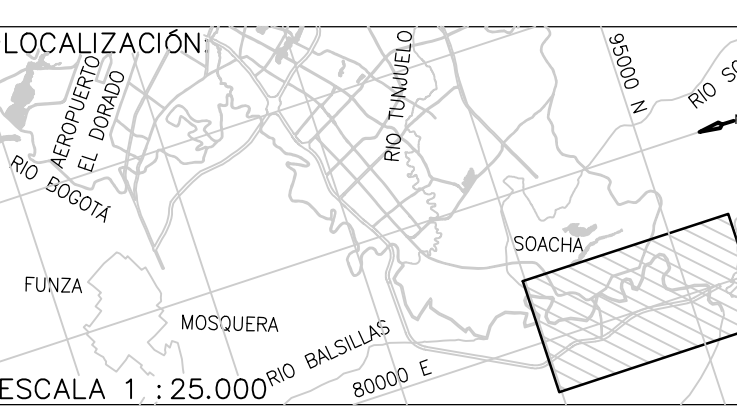 LOCALIZACIÓN:
AEROPUERTO
EL DORADO
RIO TUNJUELO
95000 N
RIO BOGOTÁ
SOACHA
FUNZA
MOSQUERA
RIO BALSILLAS
80000 E
ESCALA 1 : 25.000